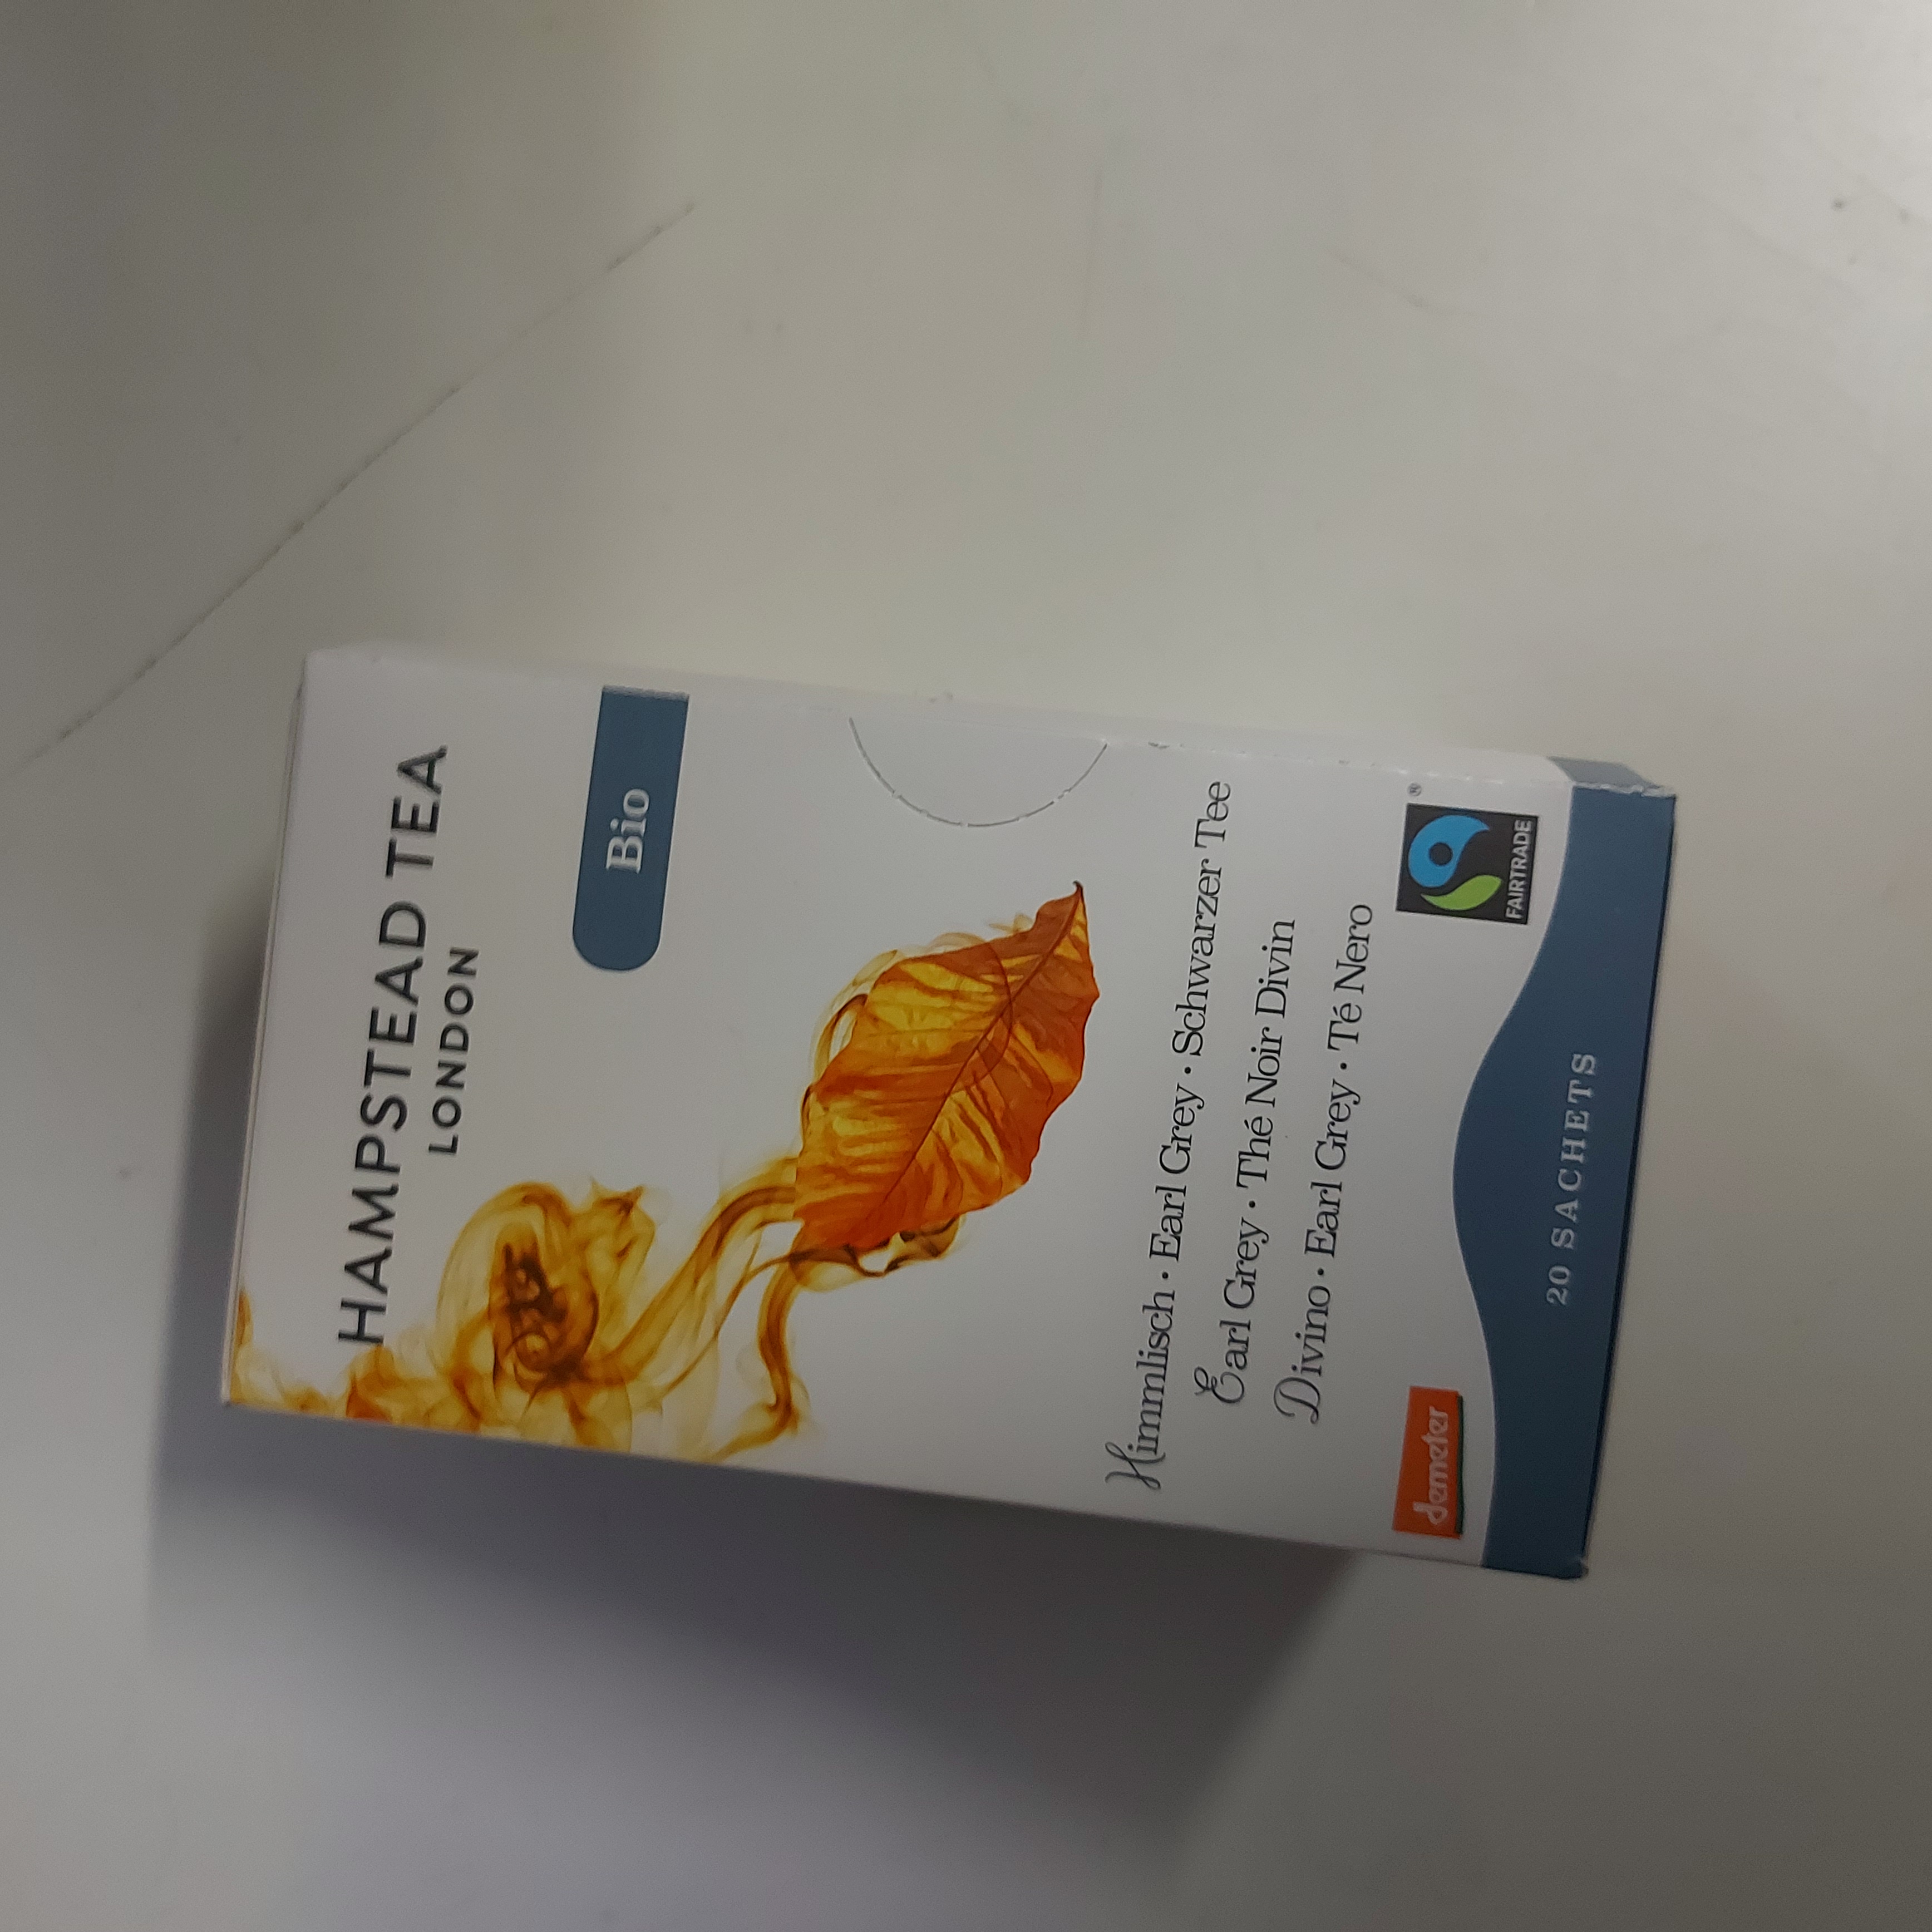 HAMPSTEAD TEA
LONDON
Bio
Himmlisch · Earl Grey · Schwarzer Tee
Earl Grey · Thé Noir Divin
Divino · Earl Grey · Té Nero
demeter
®
FAIRTRADE
20 SACHETS